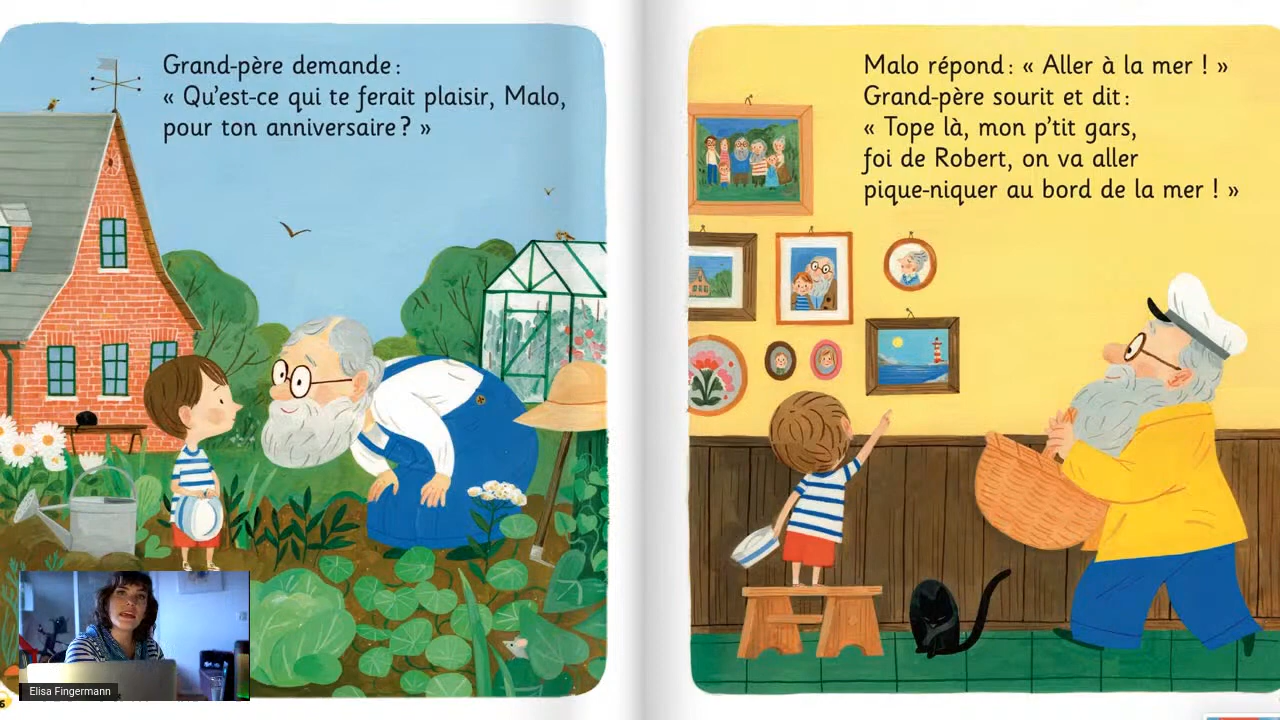 Grand-père demande :
« Qu'est-ce qui te ferait plaisir, Malo,
pour ton anniversaire ? »
Malo répond : « Aller à la mer ! »
Grand-père sourit et dit :
« Tope là, mon p'tit gars,
foi de Robert, on va aller
pique-niquer au bord de la mer ! »
Elisa Fingermann
6